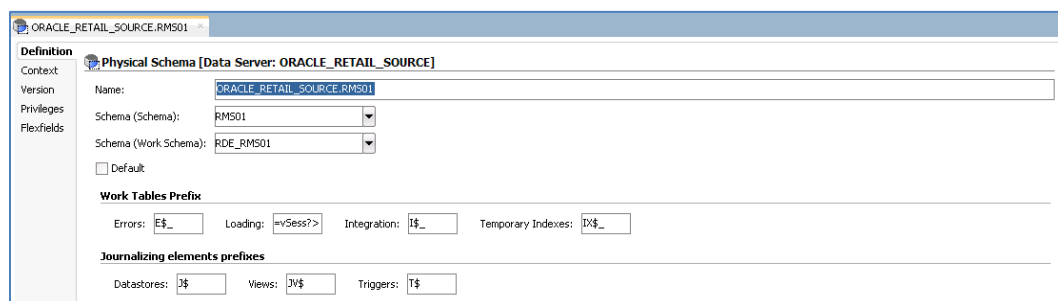 ORACLE_RETAIL_SOURCE.RMS01
Definition
Context
Version
Privileges
Flexfields
Physical Schema [Data Server: ORACLE_RETAIL_SOURCE]
Name: ORACLE_RETAIL_SOURCE.RMS01
Schema (Schema): RMS01
Schema (Work Schema): RDE_RMS01
Default
Work Tables Prefix
Errors: E$_ Loading: =vSess?> Integration: I$_ Temporary Indexes: IX$_
Journalizing elements prefixes
Datastores: J$ Views: JV$ Triggers: T$